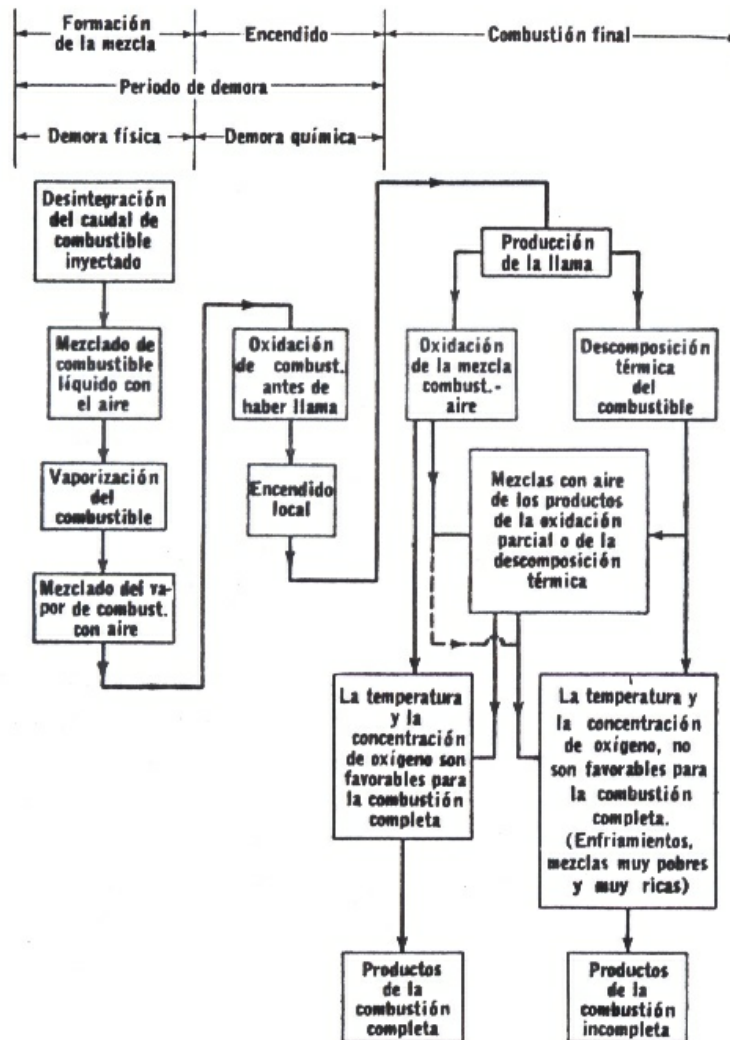 Formación
de la mezcla
Encendido
Combustión final
Periodo de demora
Demora física
Demora química
Desintegración
del caudal de
combustible
inyectado
Mezclado de
combustible
líquido con
el aire
Vaporización
del
combustible
Mezclado del va-
por de combust.
con aire
Oxidación
de combust.
antes de
haber llama
Encendido
local
Producción
de la llama
Oxidación
de la mezcla
combust.-
aire
Descomposición
térmica
del
combustible
Mezclas con aire
de los productos
de la oxidación
parcial o de la
descomposición
térmica
La temperatura
y la
concentración
de oxígeno son
favorables para
la combustión
completa
La temperatura y
la concentración
de oxígeno, no
son favorables para
la combustión
completa.
(Enfriamientos,
mezclas muy pobres
y muy ricas)
Productos
de la
combustión
completa
Productos
de la
combustión
incompleta